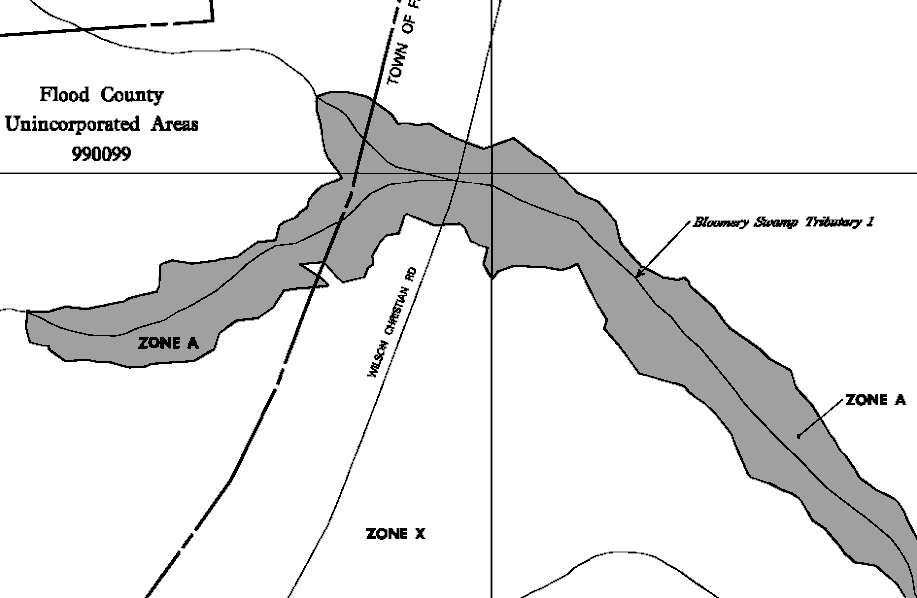 TOWN OF
Flood County
Unincorporated Areas
990099
Bloomery Swamp Tributary 1
WILSON CHRISTIAN RD
ZONE A
ZONE A
ZONE X